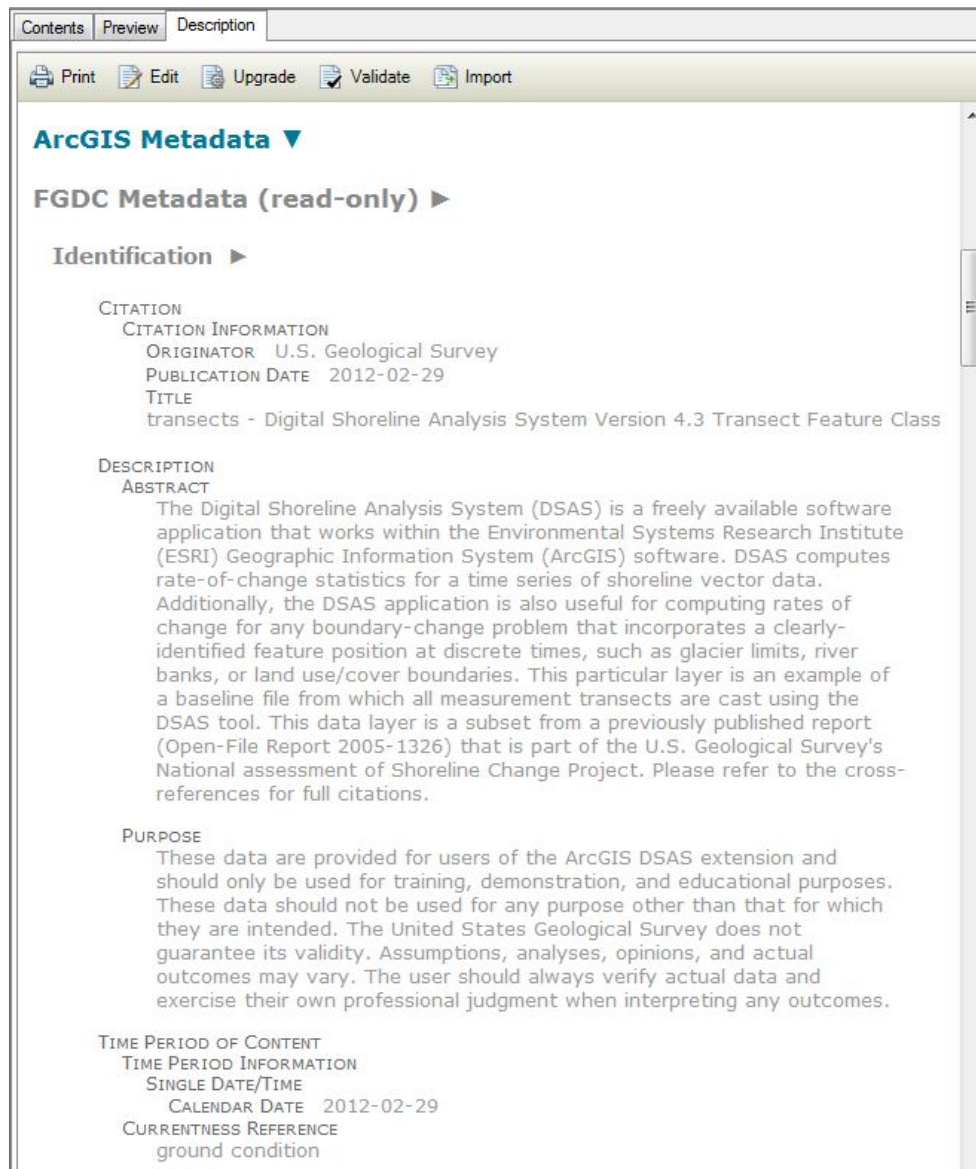 Contents Preview Description
Print Edit Upgrade Validate Import
ArcGIS Metadata ▼
FGDC Metadata (read-only) ►
Identification ►
CITATION
CITATION INFORMATION
ORIGINATOR U.S. Geological Survey
PUBLICATION DATE 2012-02-29
TITLE
transects - Digital Shoreline Analysis System Version 4.3 Transect Feature Class
DESCRIPTION
ABSTRACT
The Digital Shoreline Analysis System (DSAS) is a freely available software
application that works within the Environmental Systems Research Institute
(ESRI) Geographic Information System (ArcGIS) software. DSAS computes
rate-of-change statistics for a time series of shoreline vector data.
Additionally, the DSAS application is also useful for computing rates of
change for any boundary-change problem that incorporates a clearly-
identified feature position at discrete times, such as glacier limits, river
banks, or land use/cover boundaries. This particular layer is an example of
a baseline file from which all measurement transects are cast using the
DSAS tool. This data layer is a subset from a previously published report
(Open-File Report 2005-1326) that is part of the U.S. Geological Survey's
National assessment of Shoreline Change Project. Please refer to the cross-
references for full citations.
PURPOSE
These data are provided for users of the ArcGIS DSAS extension and
should only be used for training, demonstration, and educational purposes.
These data should not be used for any purpose other than that for which
they are intended. The United States Geological Survey does not
guarantee its validity. Assumptions, analyses, opinions, and actual
outcomes may vary. The user should always verify actual data and
exercise their own professional judgment when interpreting any outcomes.
TIME PERIOD OF CONTENT
TIME PERIOD INFORMATION
SINGLE DATE/TIME
CALENDAR DATE 2012-02-29
CURRENTNESS REFERENCE
ground condition